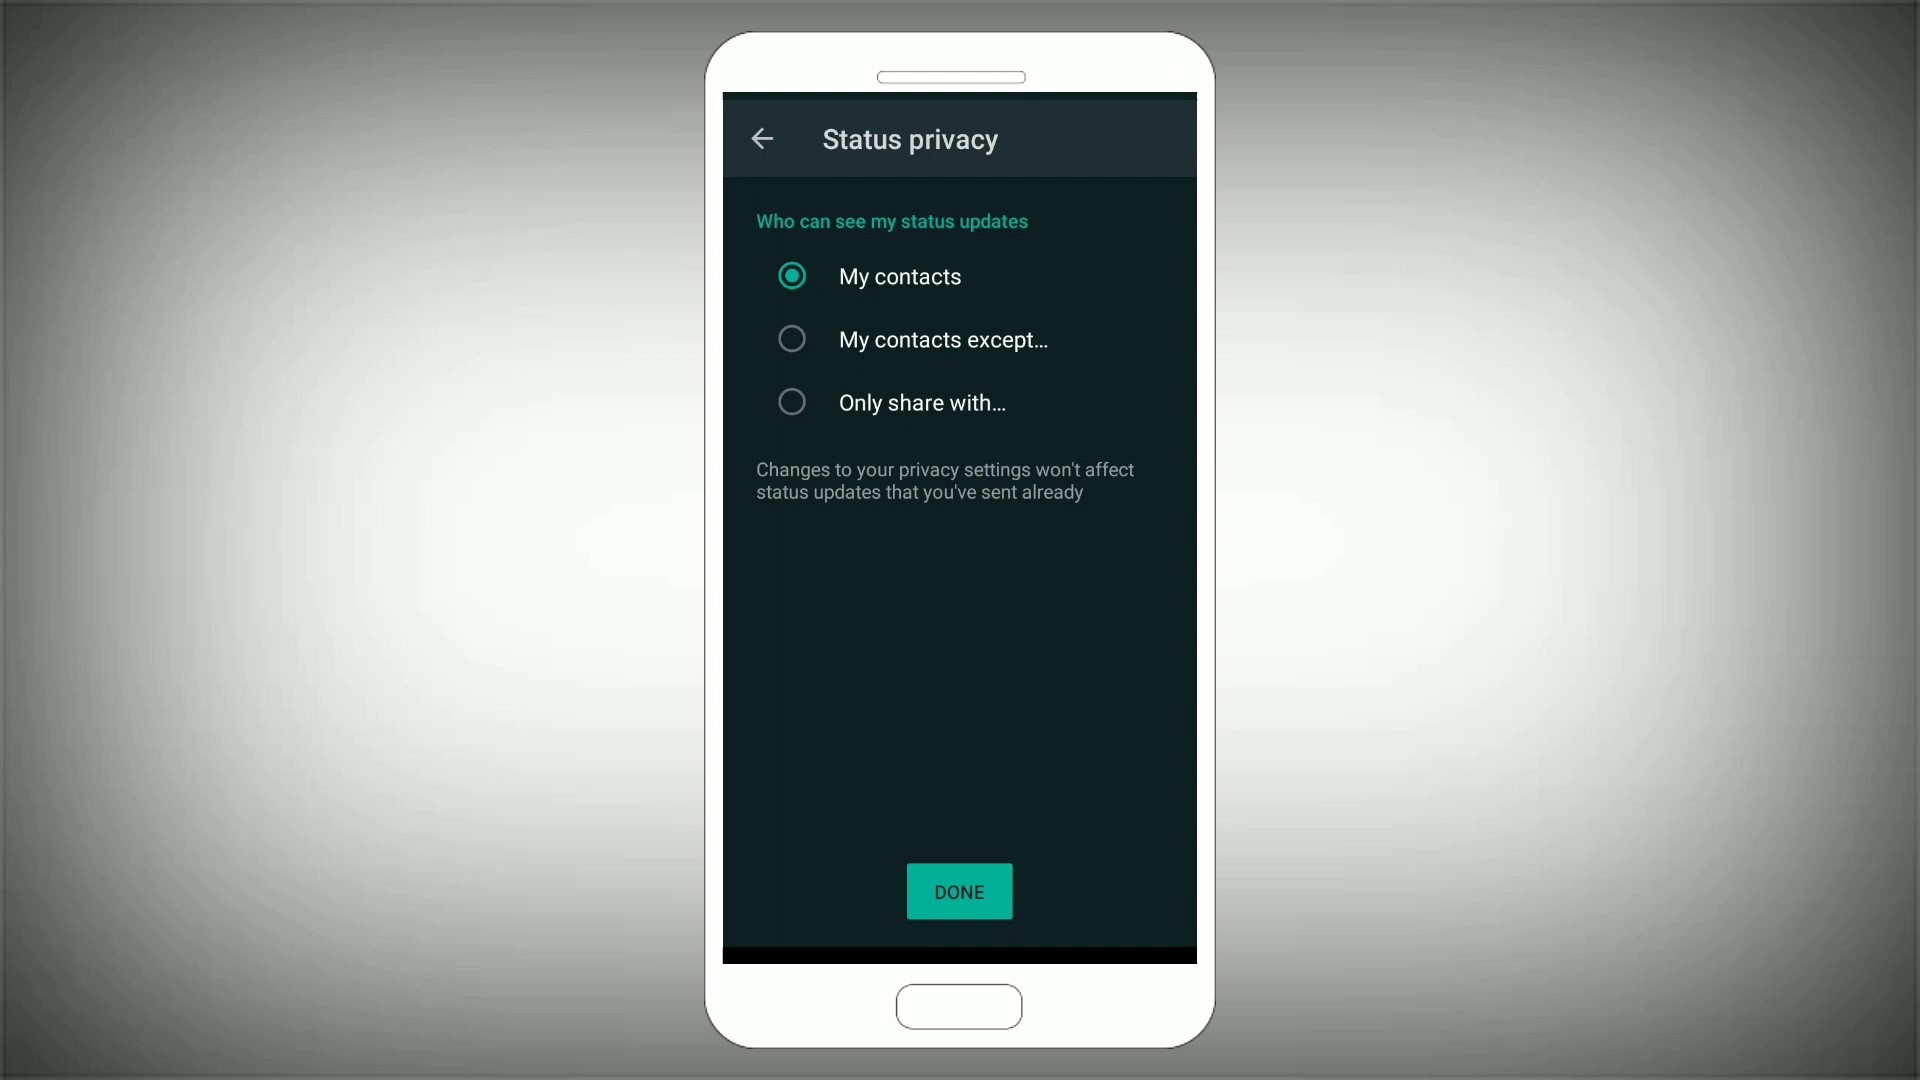 Status privacy
Who can see my status updates
My contacts
My contacts except...
Only share with...
Changes to your privacy settings won't affect
status updates that you've sent already
DONE